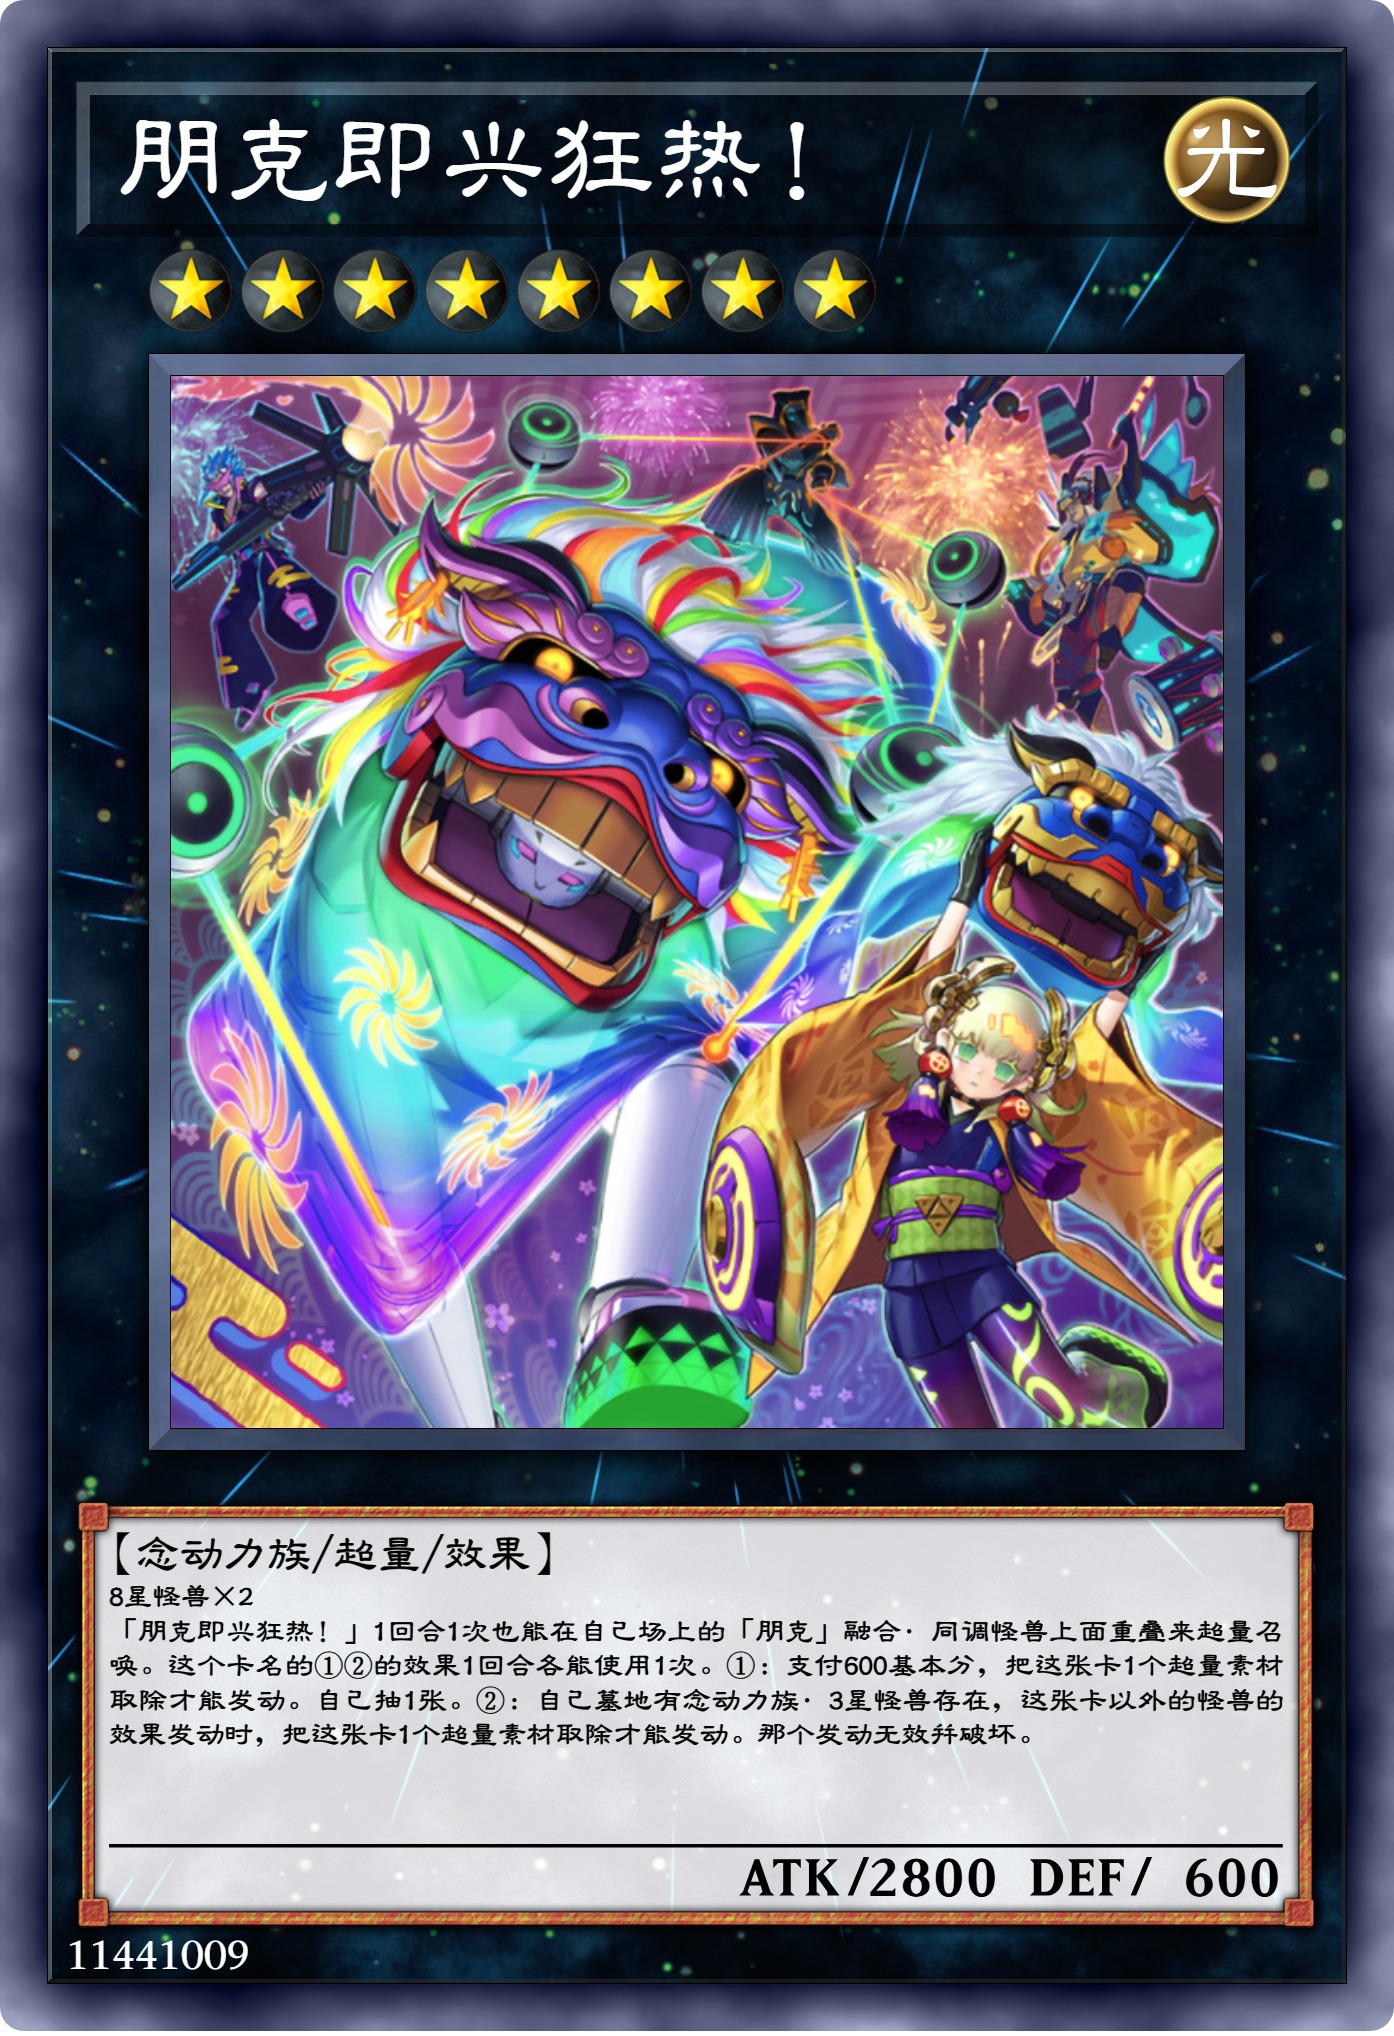 朋克即兴狂热！
光
【念动力族/超量/效果】
8星怪兽×2
「朋克即兴狂热！」1回合1次也能在自己场上的「朋克」融合·同调怪兽上面重叠来超量召
唤。这个卡名的①②的效果1回合各能使用1次。①：支付600基本分，把这张卡1个超量素材
取除才能发动。自己抽1张。②：自己墓地有念动力族·3星怪兽存在，这张卡以外的怪兽的
效果发动时，把这张卡1个超量素材取除才能发动。那个发动无效并破坏。
ATK/2800 DEF/ 600
11441009